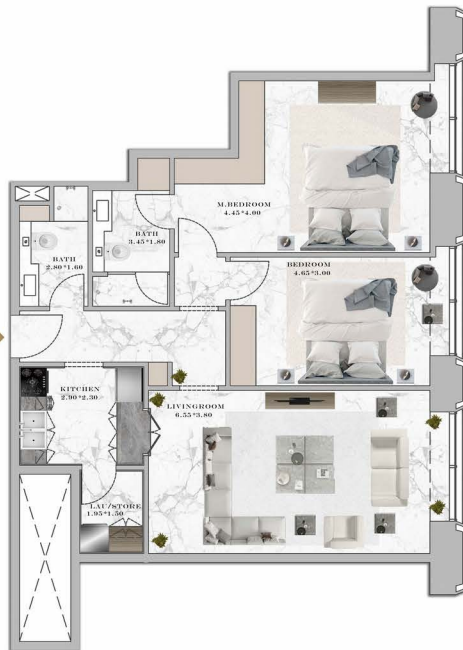 M.BEDROOM
4.45*4.00
BATH
3.45*1.80
BATH
2.80*1.60
BEDROOM
4.65*3.00
KITCHEN
2.90*2.30
LIVINGROOM
6.55*3.80
LAU/STORE
1.95*1.50